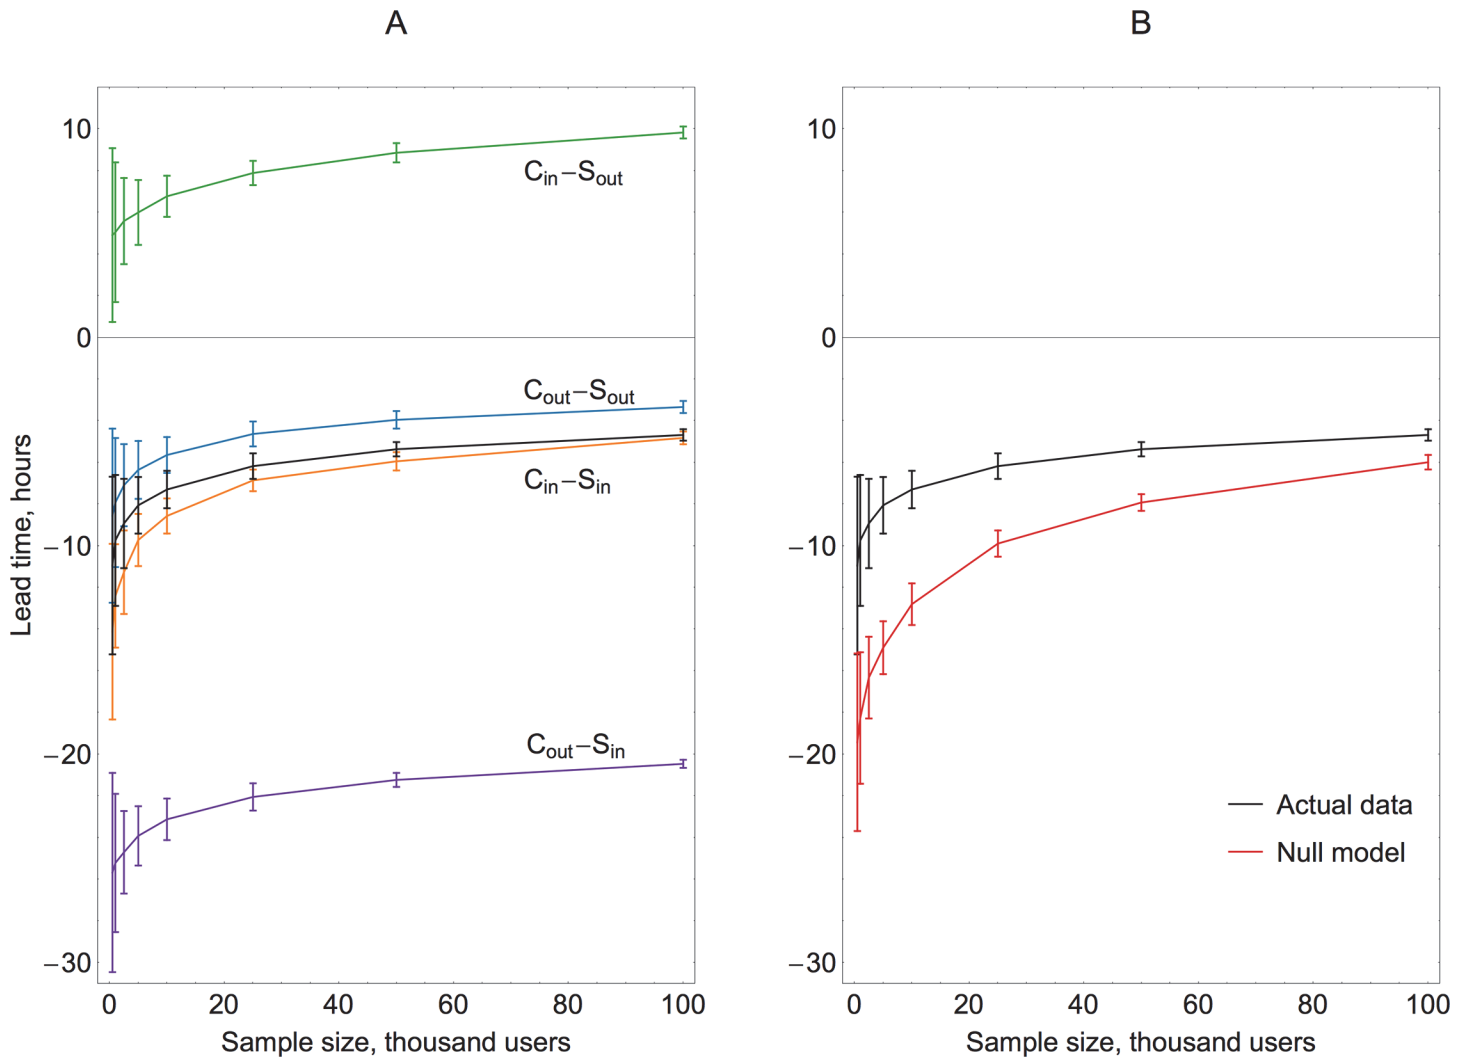 A
B
10
0
−10
−20
−30
Lead time, hours
C_in−S_out
C_out−S_out
C_in−S_in
C_out−S_in
0 20 40 60 80 100
Sample size, thousand users
10
0
−10
−20
−30
Actual data
Null model
0 20 40 60 80 100
Sample size, thousand users